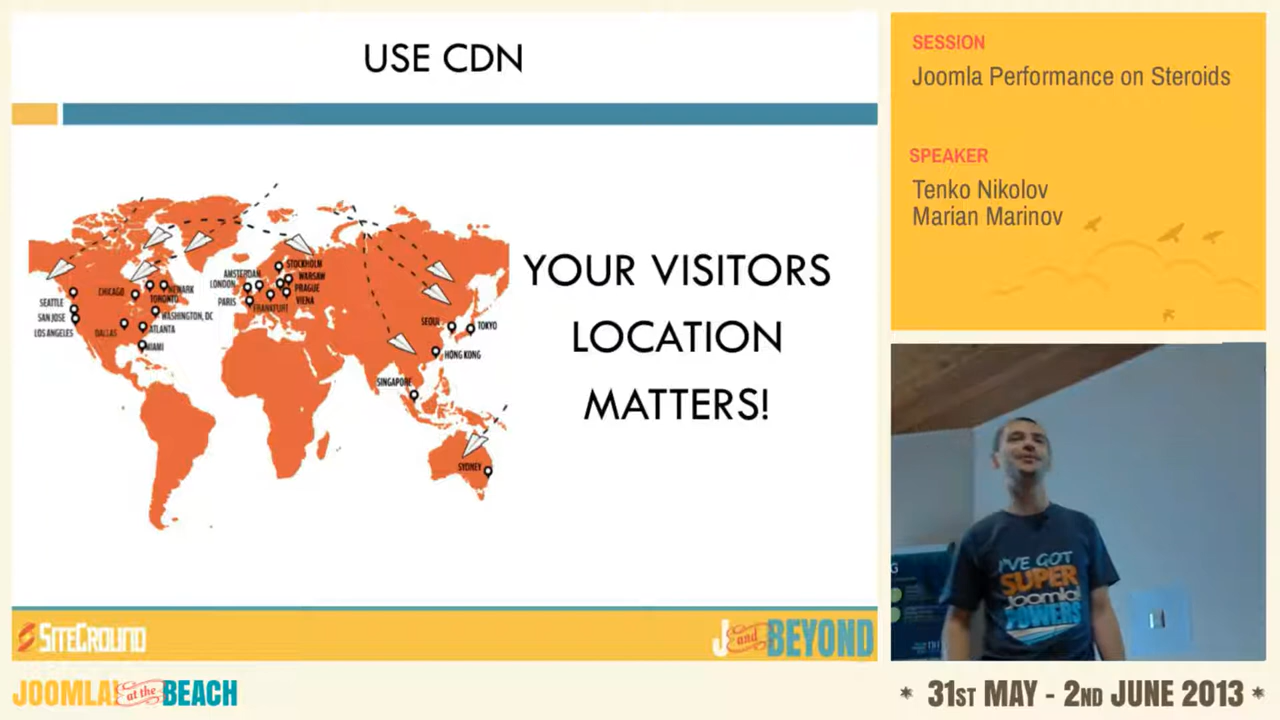 USE CDN
YOUR VISITORS
LOCATION
MATTERS!
STOCKHOLM
AMSTERDAM
WARSAW
LONDON
PRAGUE
PARIS
VIENA
FRANKFURT
CHICAGO
NEWARK
TORONTO
SEATTLE
SAN JOSE
WASHINGTON, DC
LOS ANGELES
DALLAS
ATLANTA
MIAMI
SEOUL
TOKYO
HONG KONG
SINGAPORE
SYDNEY
SITEGROUND
J and BEYOND
SESSION
Joomla Performance on Steroids
SPEAKER
Tenko Nikolov
Marian Marinov
I'VE GOT
SUPER
Joomla!
POWERS
JOOMLA! at the BEACH
* 31ST MAY - 2ND JUNE 2013 *